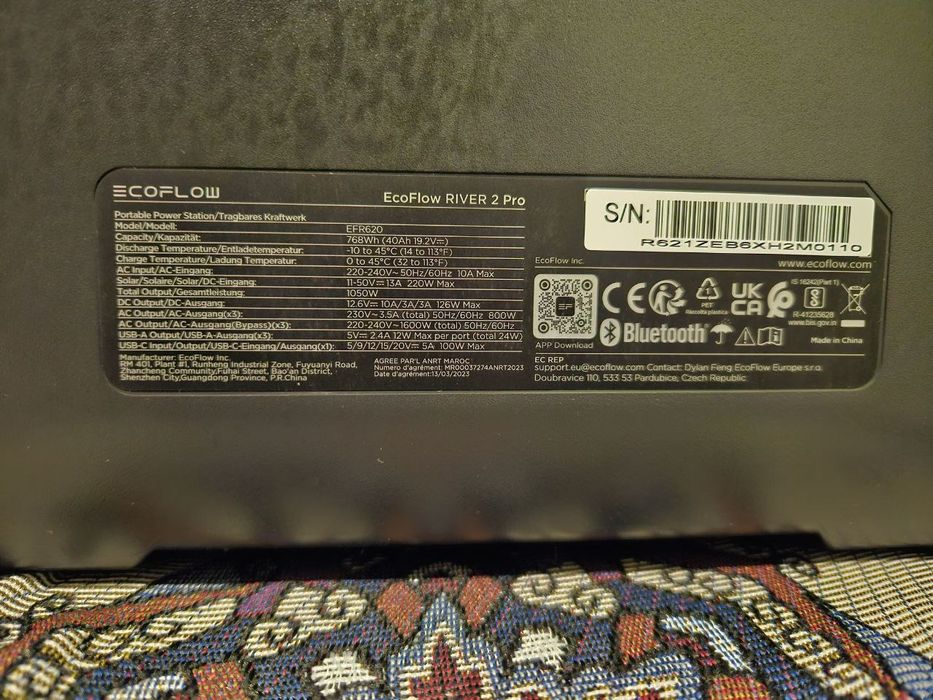 ECOFLOW
EcoFlow RIVER 2 Pro
Portable Power Station/Tragbares Kraftwerk
Model/Modell: EFR620
Capacity/Kapazität: 768Wh (40Ah 19.2V⎓)
Discharge Temperature/Entladetemperatur: -10 to 45°C (14 to 113°F)
Charge Temperature/Ladung Temperatur: 0 to 45°C (32 to 113°F)
AC Input/AC-Eingang: 220-240V~ 50Hz/60Hz 10A Max
Solar/Solaire/Solar/DC-Eingang: 11-50V⎓13A 220W Max
Total Output/Gesamtleistung: 1050W
DC Output/DC-Ausgang: 12.6V⎓10A/3A/3A 126W Max
AC Output/AC-Ausgang(x3): 230V~3.5A (total) 50Hz/60Hz 800W
AC Output/AC-Ausgang(Bypass)(x3): 220-240V~1600W (total) 50Hz/60Hz
USB-A Output/USB-A-Ausgang(x3): 5V⎓2.4A 12W Max per port (total 24W)
USB-C Input/Output/USB-C-Eingang/Ausgang(x1): 5/9/12/15/20V⎓5A 100W Max
Manufacturer: EcoFlow Inc.
RM 401, Plant #1, Runheng Industrial Zone, Fuyuanyi Road,
Zhancheng Community,Fuhai Street, Bao'an District,
Shenzhen City,Guangdong Province, P.R.China
AGREE PAR'L ANRT MAROC
Numero d'agrément: MR00037274ANRT2023
Date d'agrément:13/03/2023
S/N:
R621ZEB6XH2M0110
EcoFlow Inc.
www.ecoflow.com
APP Download
CE
Raccolta plastica
UK
CA
IS 16242(Part 1)
R-41235628
www.bis.gov.in
Bluetooth®
Made in China
EC REP
support.eu@ecoflow.com Contact: Dylan Feng EcoFlow Europe s.r.o.
Doubravice 110, 533 53 Pardubice, Czech Republic